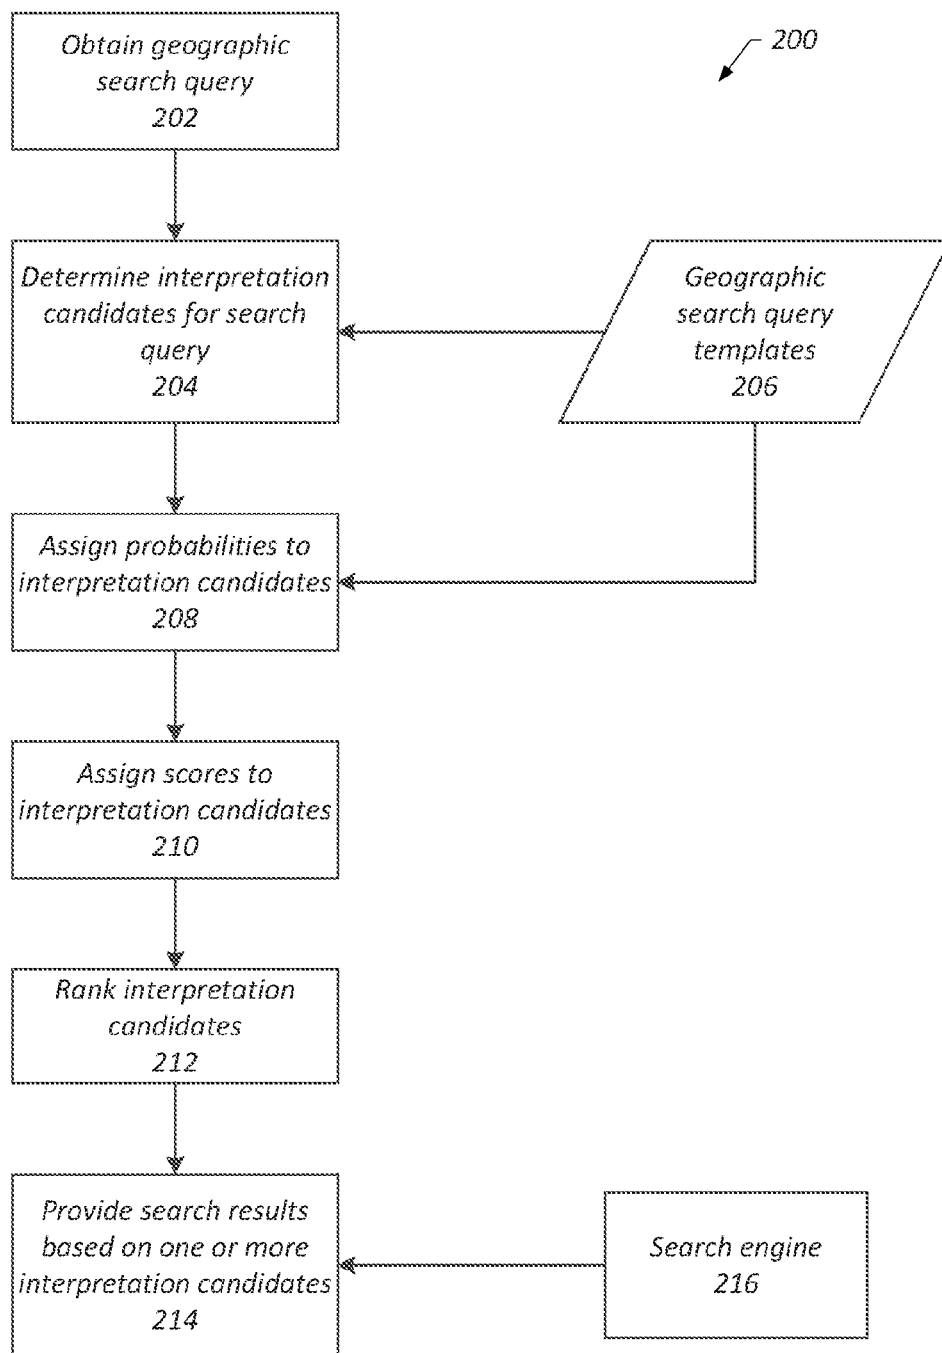 Obtain geographic
search query
202
200
Determine interpretation
candidates for search
query
204
Geographic
search query
templates
206
Assign probabilities to
interpretation candidates
208
Assign scores to
interpretation candidates
210
Rank interpretation
candidates
212
Provide search results
based on one or more
interpretation candidates
214
Search engine
216